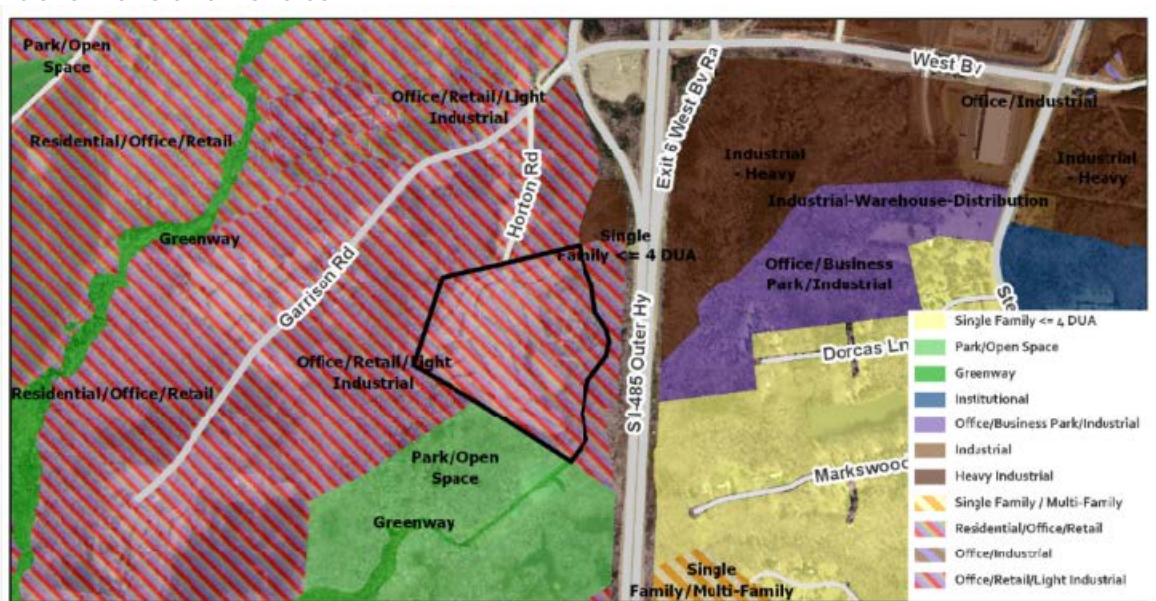 Park/Open
Space
Residential/Office/Retail
Office/Retail/Light
Industrial
Horton Rd
Greenway
Garrison Rd
Residential/Office/Retail
Office/Retail/Light
Industrial
Park/Open
Space
Greenway
Single
Family <= 4 DUA
S I-485 Outer Hy
Exit 6 West Bv Ra
West Bv
Office/Industrial
Industrial
- Heavy
Industrial
- Heavy
Industrial-Warehouse-Distribution
Office/Business
Park/Industrial
Ste
Dorcas Ln
Markswood
Single
Family/Multi-Family
Single Family <= 4 DUA
Park/Open Space
Greenway
Institutional
Office/Business Park/Industrial
Industrial
Heavy Industrial
Single Family / Multi-Family
Residential/Office/Retail
Office/Industrial
Office/Retail/Light Industrial